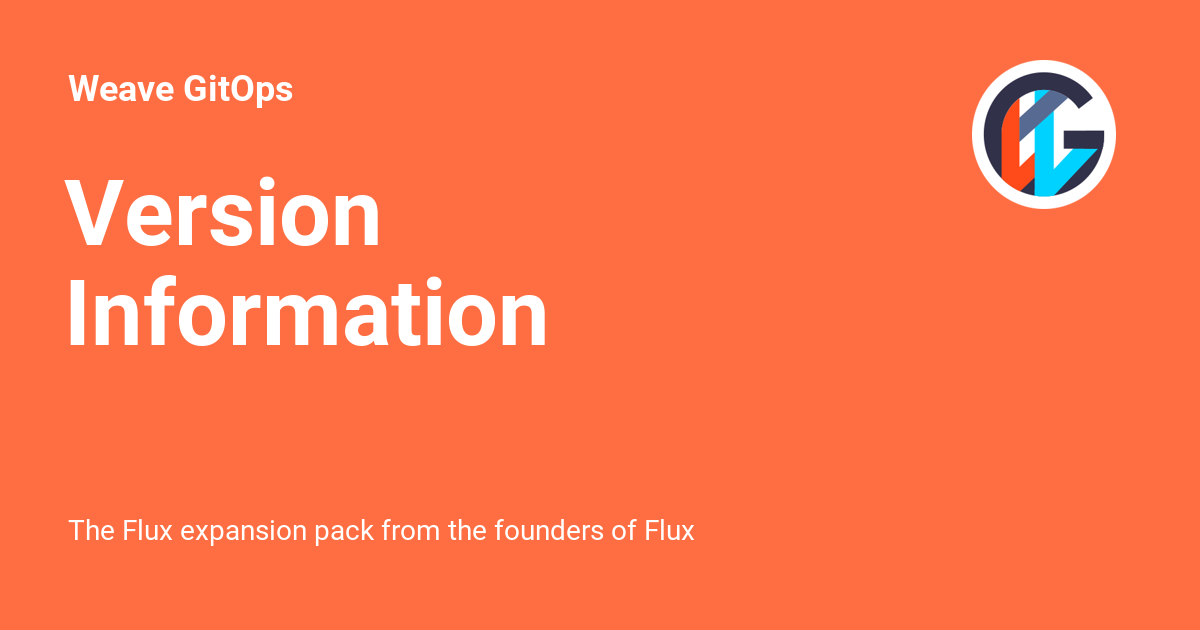 Weave GitOps
Version
Information
The Flux expansion pack from the founders of Flux